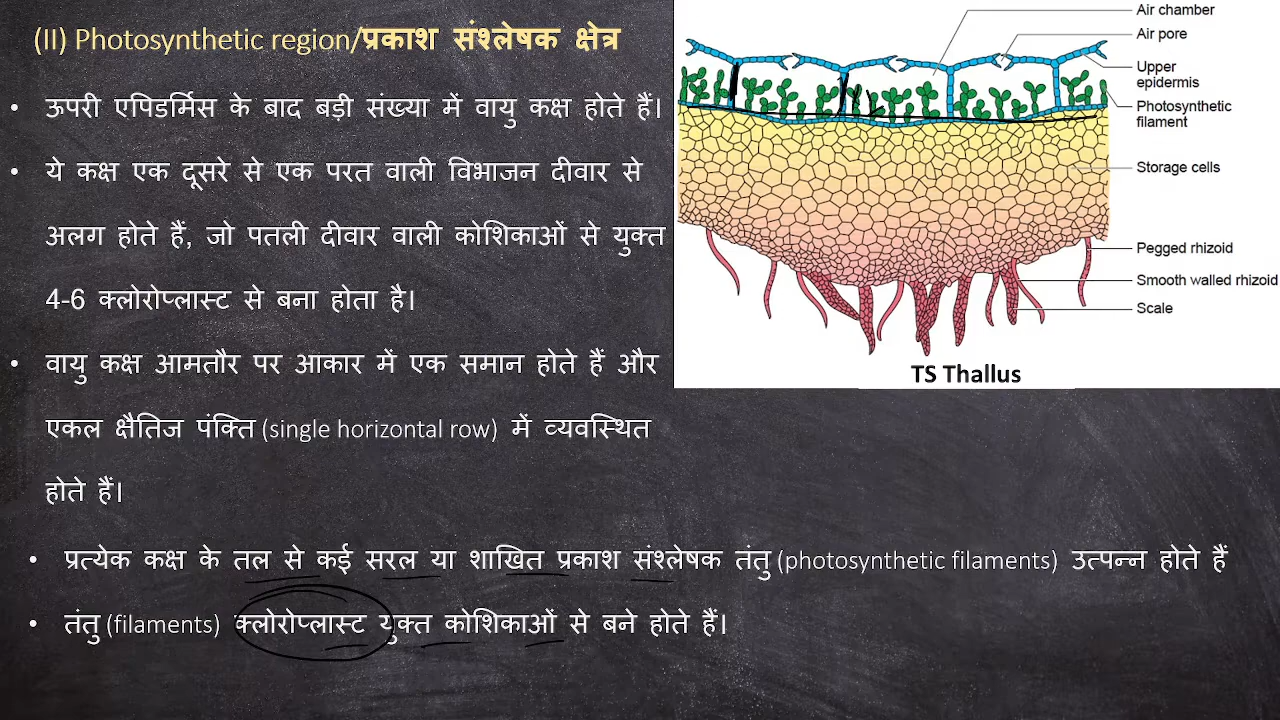 (II) Photosynthetic region/प्रकाश संश्लेषक क्षेत्र
• ऊपरी एपिडर्मिस के बाद बड़ी संख्या में वायु कक्ष होते हैं।
• ये कक्ष एक दूसरे से एक परत वाली विभाजन दीवार से
अलग होते हैं, जो पतली दीवार वाली कोशिकाओं से युक्त
4-6 क्लोरोप्लास्ट से बना होता है।
• वायु कक्ष आमतौर पर आकार में एक समान होते हैं और
एकल क्षैतिज पंक्ति (single horizontal row) में व्यवस्थित
होते हैं।
• प्रत्येक कक्ष के तल से कई सरल या शाखित प्रकाश संश्लेषक तंतु (photosynthetic filaments) उत्पन्न होते हैं
• तंतु (filaments) क्लोरोप्लास्ट युक्त कोशिकाओं से बने होते हैं।
Air chamber
Air pore
Upper
epidermis
Photosynthetic
filament
Storage cells
Pegged rhizoid
Smooth walled rhizoid
Scale
TS Thallus